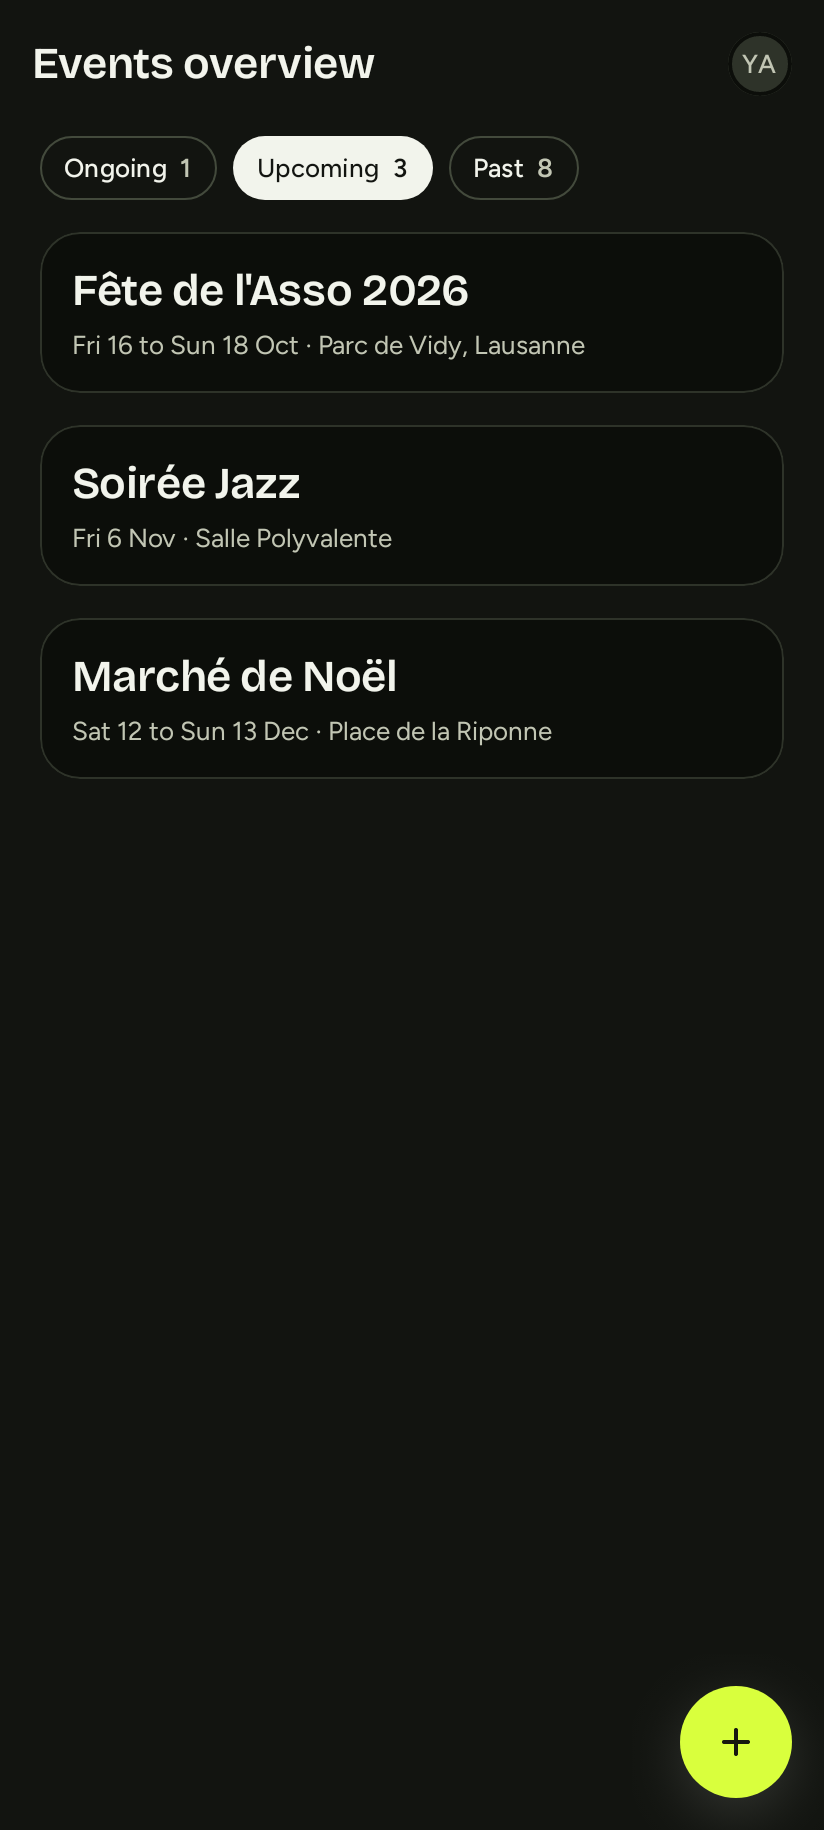 Events overview
YA
Ongoing 1
Upcoming 3
Past 8
Fête de l'Asso 2026
Fri 16 to Sun 18 Oct · Parc de Vidy, Lausanne
Soirée Jazz
Fri 6 Nov · Salle Polyvalente
Marché de Noël
Sat 12 to Sun 13 Dec · Place de la Riponne